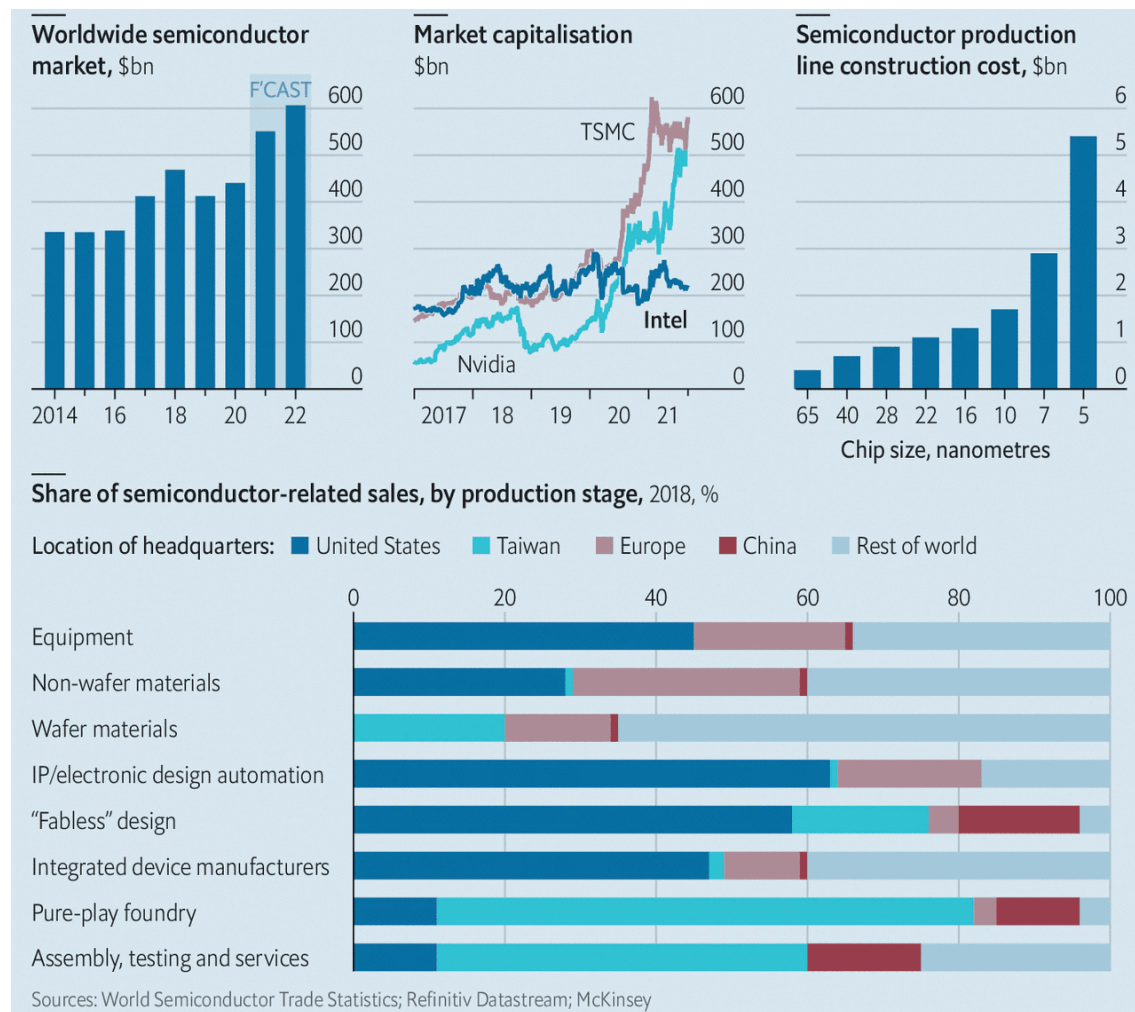 Worldwide semiconductor
market, $bn
F'CAST
600
500
400
300
200
100
0
2014 16 18 20 22
Market capitalisation
$bn
600
TSMC
500
400
300
200
Intel
100
Nvidia
0
2017 18 19 20 21
Semiconductor production
line construction cost, $bn
6
5
4
3
2
1
0
65 40 28 22 16 10 7 5
Chip size, nanometres
Share of semiconductor-related sales, by production stage, 2018, %
Location of headquarters: United States Taiwan Europe China Rest of world
0 20 40 60 80 100
Equipment
Non-wafer materials
Wafer materials
IP/electronic design automation
“Fabless” design
Integrated device manufacturers
Pure-play foundry
Assembly, testing and services
Sources: World Semiconductor Trade Statistics; Refinitiv Datastream; McKinsey